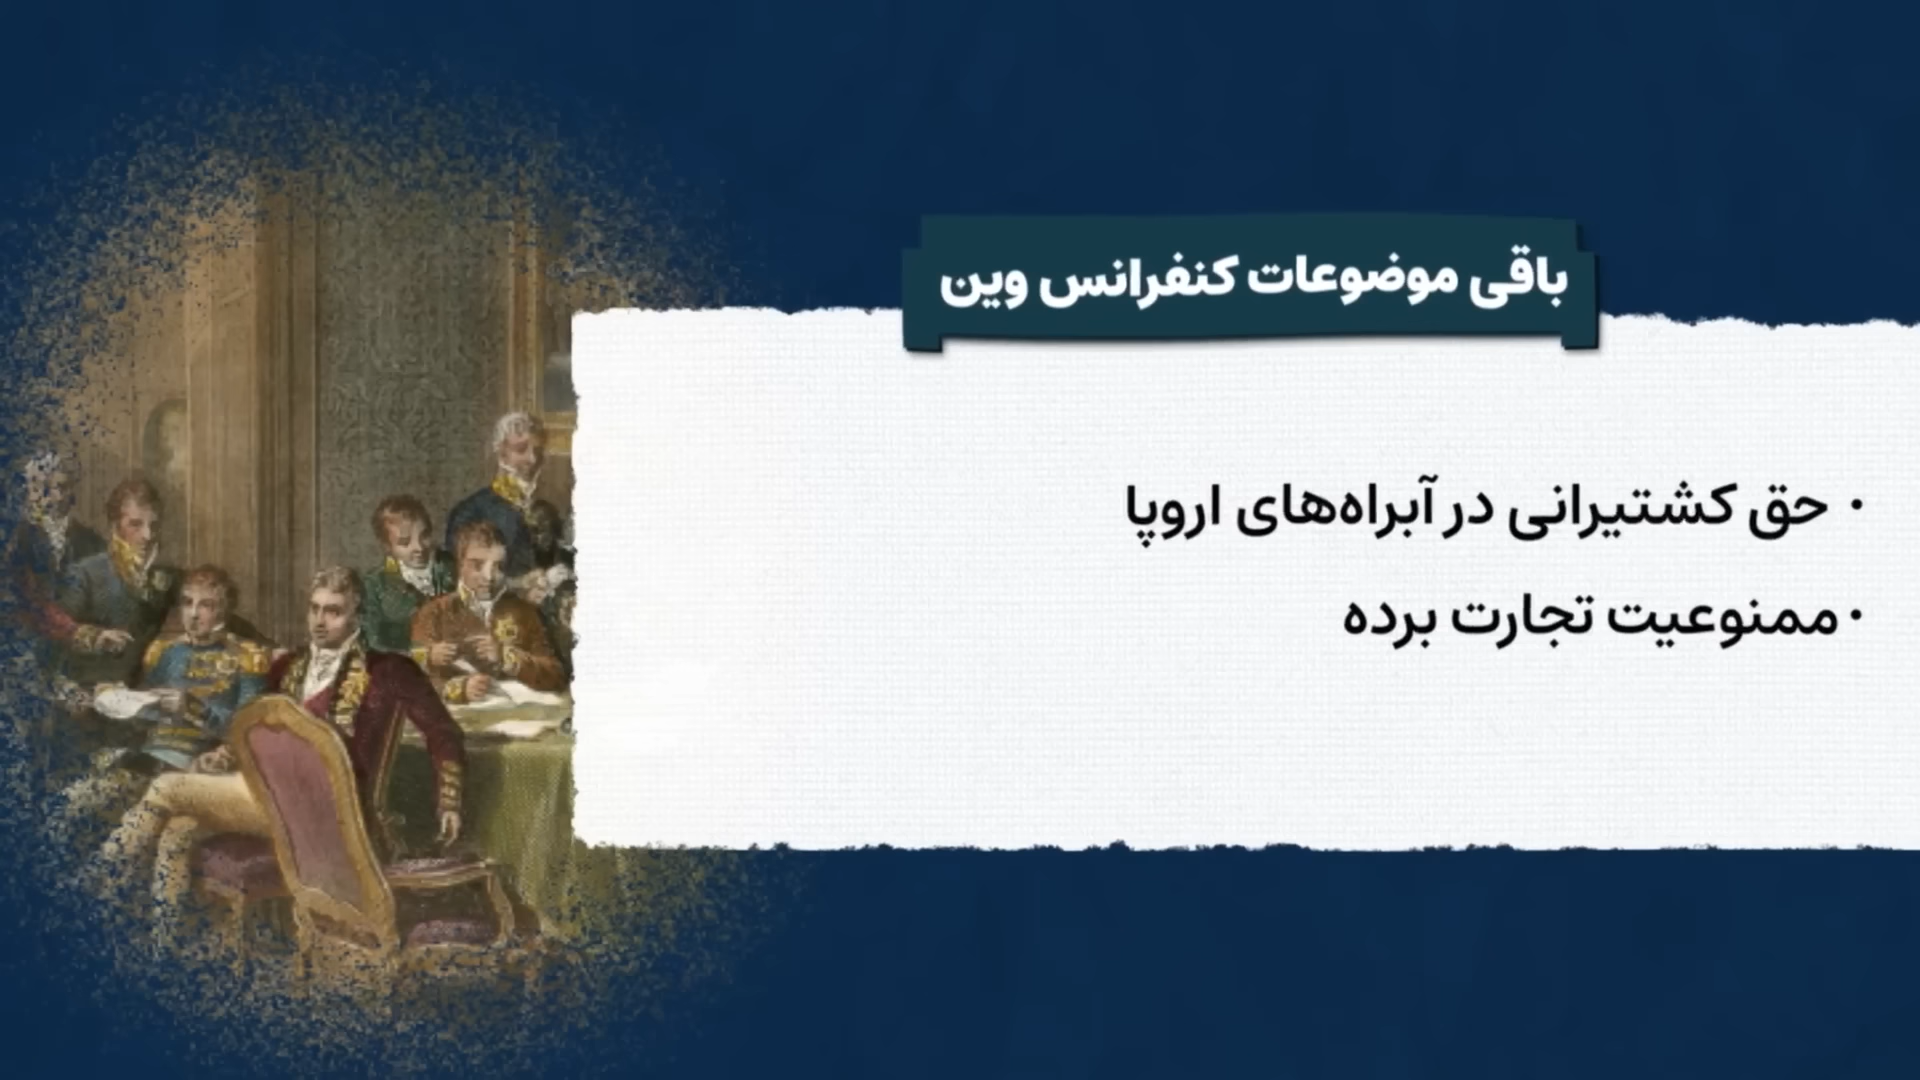 باقی موضوعات کنفرانس وین
• حق کشتیرانی در آبراه‌های اروپا
• ممنوعیت تجارت برده